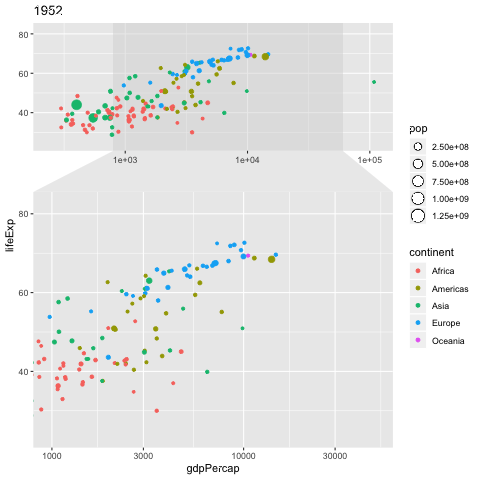 1952
80
60
40
1e+03 1e+04 1e+05
80
60
40
lifeExp
1000 3000 10000 30000
gdpPercap
pop
2.50e+08
5.00e+08
7.50e+08
1.00e+09
1.25e+09
continent
Africa
Americas
Asia
Europe
Oceania